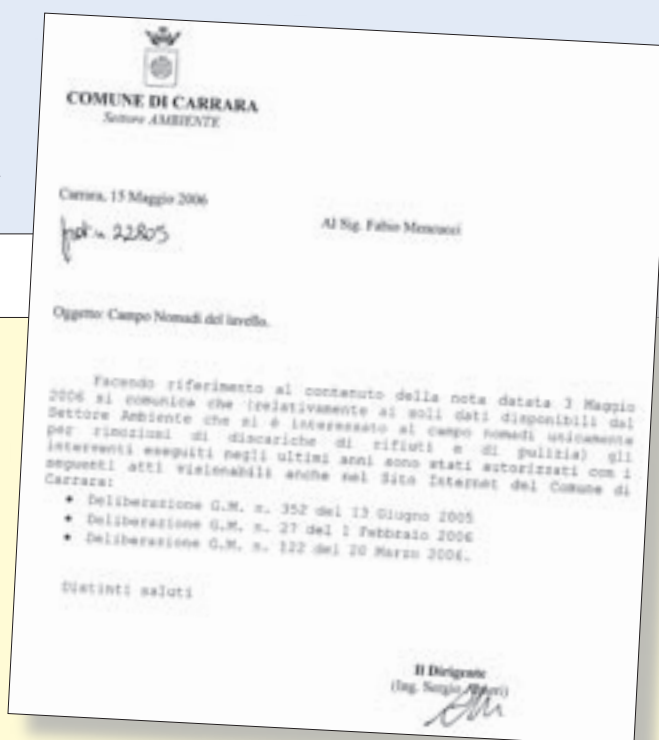 COMUNE DI CARRARA
Settore AMBIENTE
Carrara, 15 Maggio 2006
prot. n. 22805
Al Sig. Fabio Mencucci
Oggetto: Campo Nomadi del lavello.
Facendo riferimento al contenuto della nota datata 3 Maggio
2006 si comunica che (relativamente ai soli dati disponibili dal
Settore Ambiente che si è interessato al campo nomadi unicamente
per rimozioni di discariche di rifiuti e di pulizia) gli
interventi eseguiti negli ultimi anni sono stati autorizzati con i
seguenti atti visionabili anche nel Sito Internet del Comune di
Carrara:
• Deliberazione G.M. n. 352 del 13 Giugno 2005
• Deliberazione G.M. n. 27 del 1 Febbraio 2006
• Deliberazione G.M. n. 122 del 20 Marzo 2006.
Distinti saluti
Il Dirigente
(Ing. Sergio